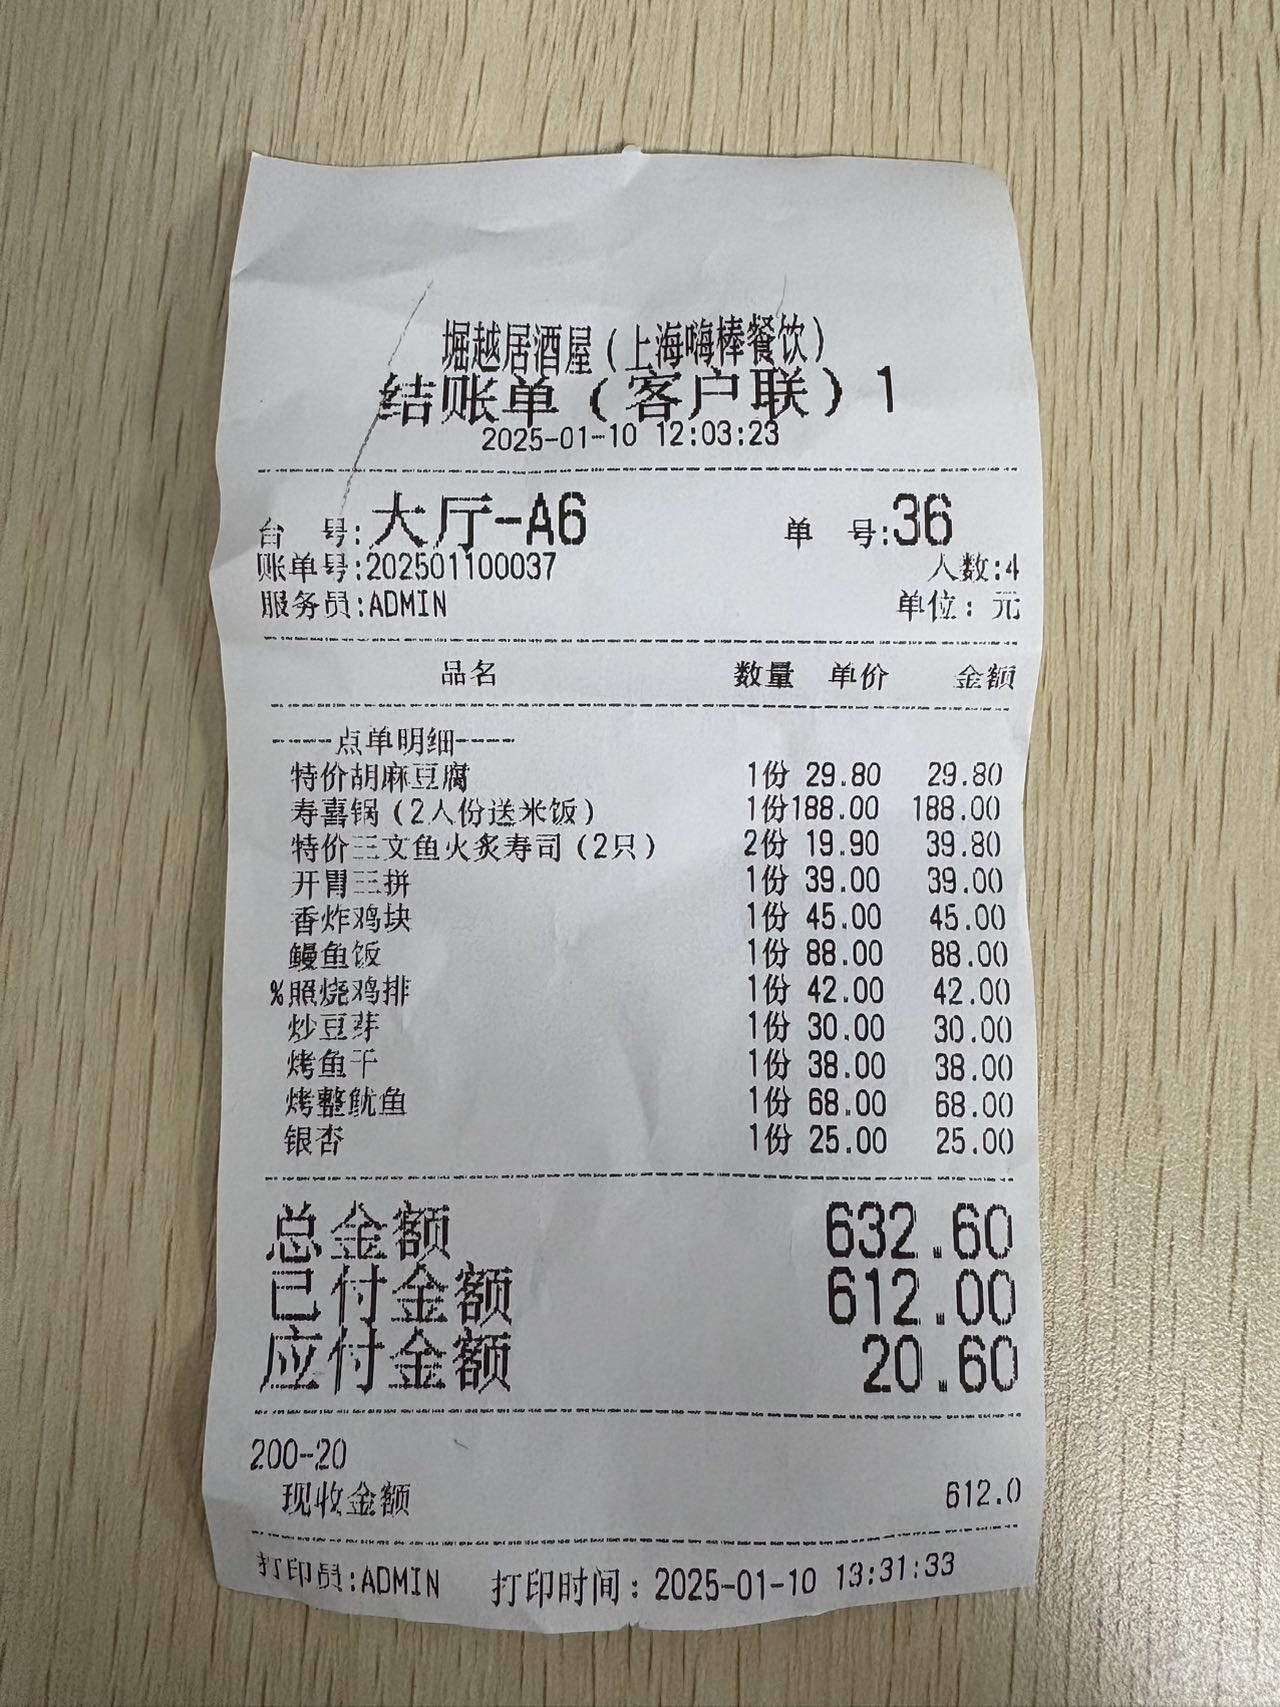 堀越居酒屋（上海嗨棒餐饮）
结账单（客户联）1
2025-01-10 12:03:23
台 号:大厅-A6 单 号:36
账单号:202501100037 人数:4
服务员:ADMIN 单位: 元
品名 数量 单价 金额
----点单明细----
特价胡麻豆腐 1份 29.80 29.80
寿喜锅（2人份送米饭） 1份188.00 188.00
特价三文鱼火炙寿司（2只） 2份 19.90 39.80
开胃三拼 1份 39.00 39.00
香炸鸡块 1份 45.00 45.00
鳗鱼饭 1份 88.00 88.00
%照烧鸡排 1份 42.00 42.00
炒豆芽 1份 30.00 30.00
烤鱼干 1份 38.00 38.00
烤整鱿鱼 1份 68.00 68.00
银杏 1份 25.00 25.00
总金额 632.60
已付金额 612.00
应付金额 20.60
200-20
现收金额 612.0
打印员:ADMIN 打印时间: 2025-01-10 13:31:33